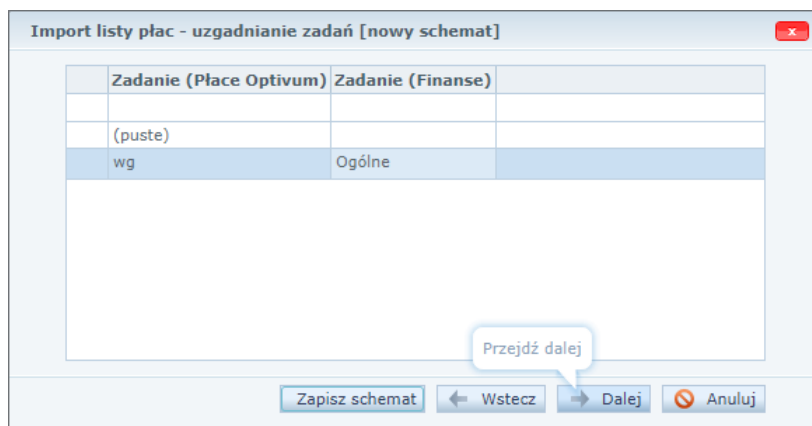 Import listy płac - uzgadnianie zadań [nowy schemat]
x
Zadanie (Płace Optivum) Zadanie (Finanse)
(puste)
wg Ogólne
Przejdź dalej
Zapisz schemat Wstecz Dalej Anuluj